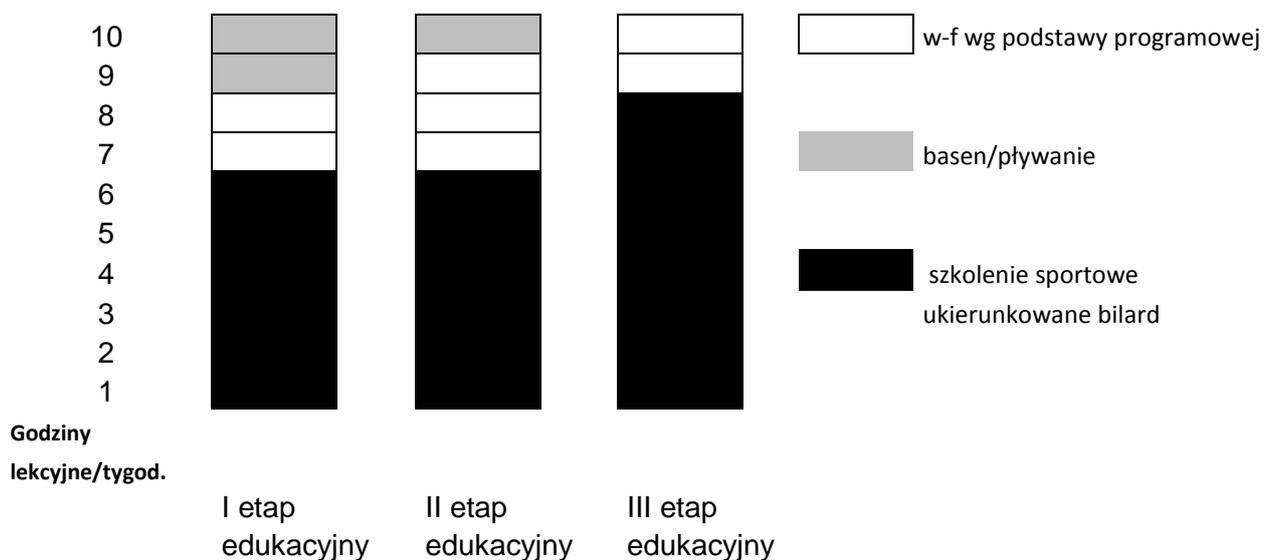 10
9
8
7
6
5
4
3
2
1
Godziny
lekcyjne/tygod.
I etap
edukacyjny
II etap
edukacyjny
III etap
edukacyjny
w-f wg podstawy programowej
basen/pływanie
szkolenie sportowe
ukierunkowane bilard